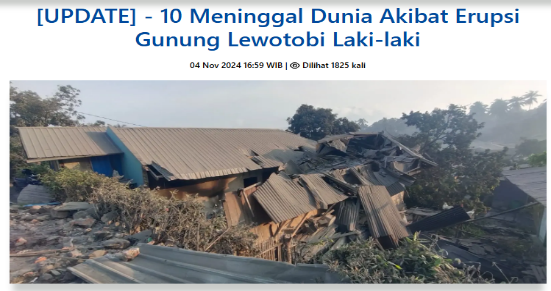 [UPDATE] - 10 Meninggal Dunia Akibat Erupsi
Gunung Lewotobi Laki-laki
04 Nov 2024 16:59 WIB | Dilihat 1825 kali